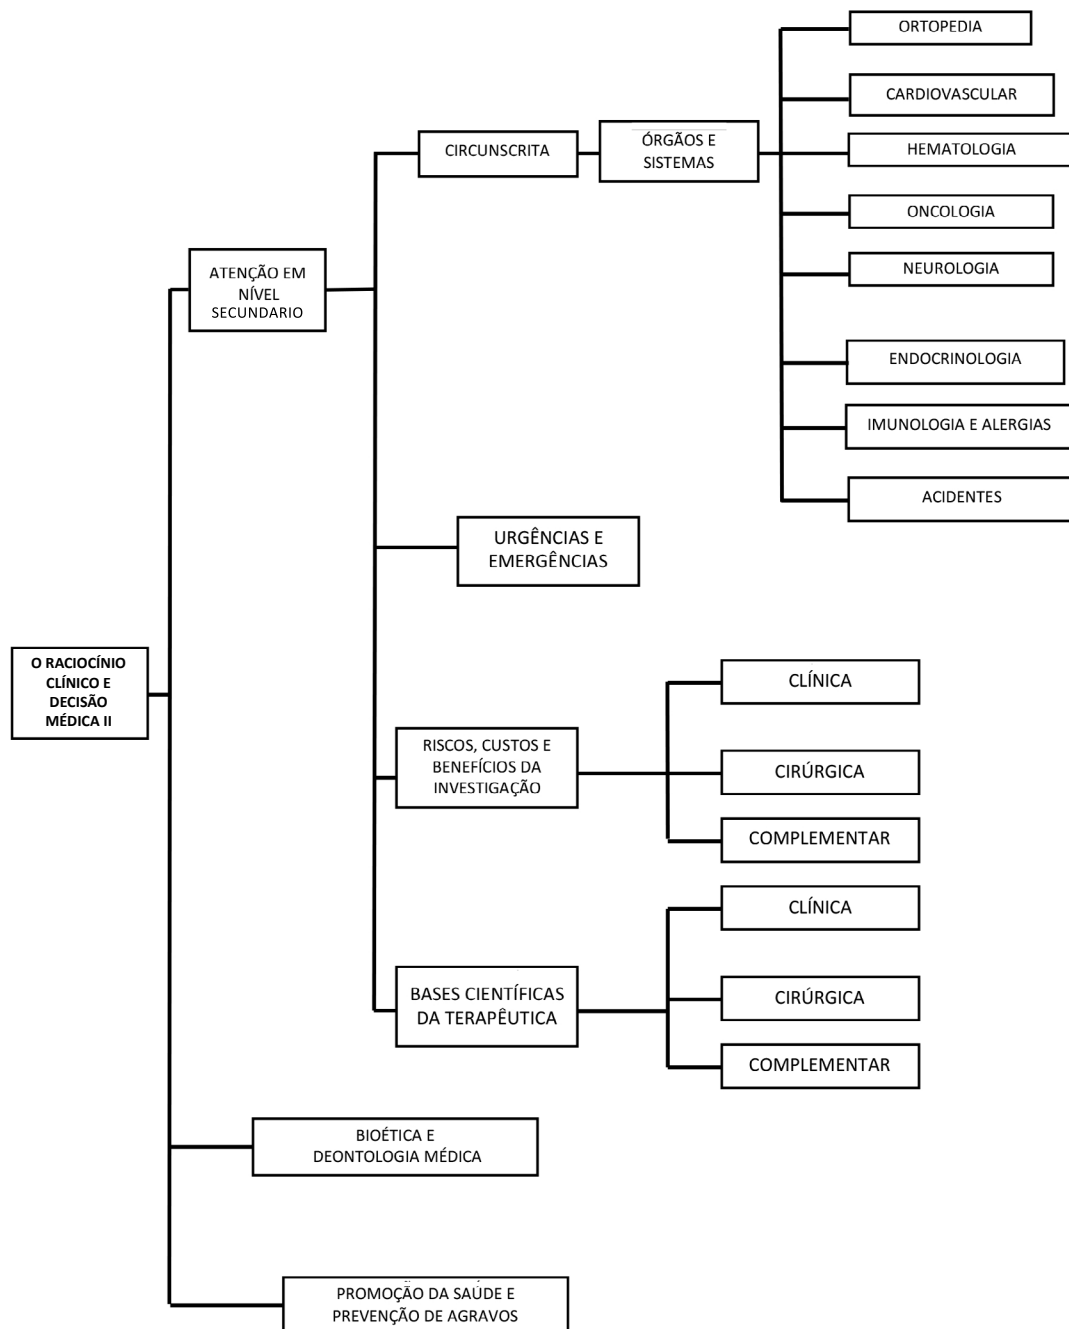 ORTOPEDIA
CARDIOVASCULAR
HEMATOLOGIA
ONCOLOGIA
NEUROLOGIA
ENDOCRINOLOGIA
IMUNOLOGIA E ALERGIAS
ACIDENTES
CIRCUNSCRITA
ÓRGÃOS E
SISTEMAS
ATENÇÃO EM
NÍVEL
SECUNDARIO
URGÊNCIAS E
EMERGÊNCIAS
O RACIOCÍNIO
CLÍNICO E
DECISÃO
MÉDICA II
RISCOS, CUSTOS E
BENEFÍCIOS DA
INVESTIGAÇÃO
CLÍNICA
CIRÚRGICA
COMPLEMENTAR
BASES CIENTÍFICAS
DA TERAPÊUTICA
CLÍNICA
CIRÚRGICA
COMPLEMENTAR
BIOÉTICA E
DEONTOLOGIA MÉDICA
PROMOÇÃO DA SAÚDE E
PREVENÇÃO DE AGRAVOS